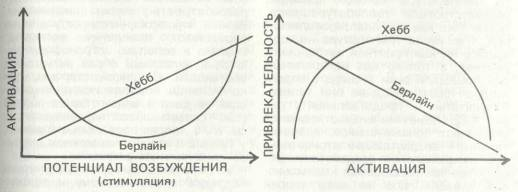 АКТИВАЦИЯ
Хебб
Берлайн
ПОТЕНЦИАЛ ВОЗБУЖДЕНИЯ
(стимуляция)
ПРИВЛЕКАТЕЛЬНОСТЬ
Хебб
Берлайн
АКТИВАЦИЯ